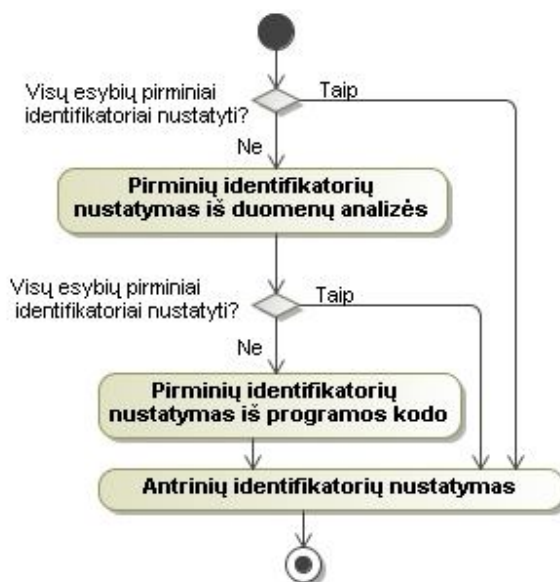 Visų esybių pirminiai
identifikatoriai nustatyti?
Taip
Ne
Pirminių identifikatorių
nustatymas iš duomenų analizės
Visų esybių pirminiai
identifikatoriai nustatyti?
Taip
Ne
Pirminių identifikatorių
nustatymas iš programos kodo
Antrinių identifikatorių nustatymas